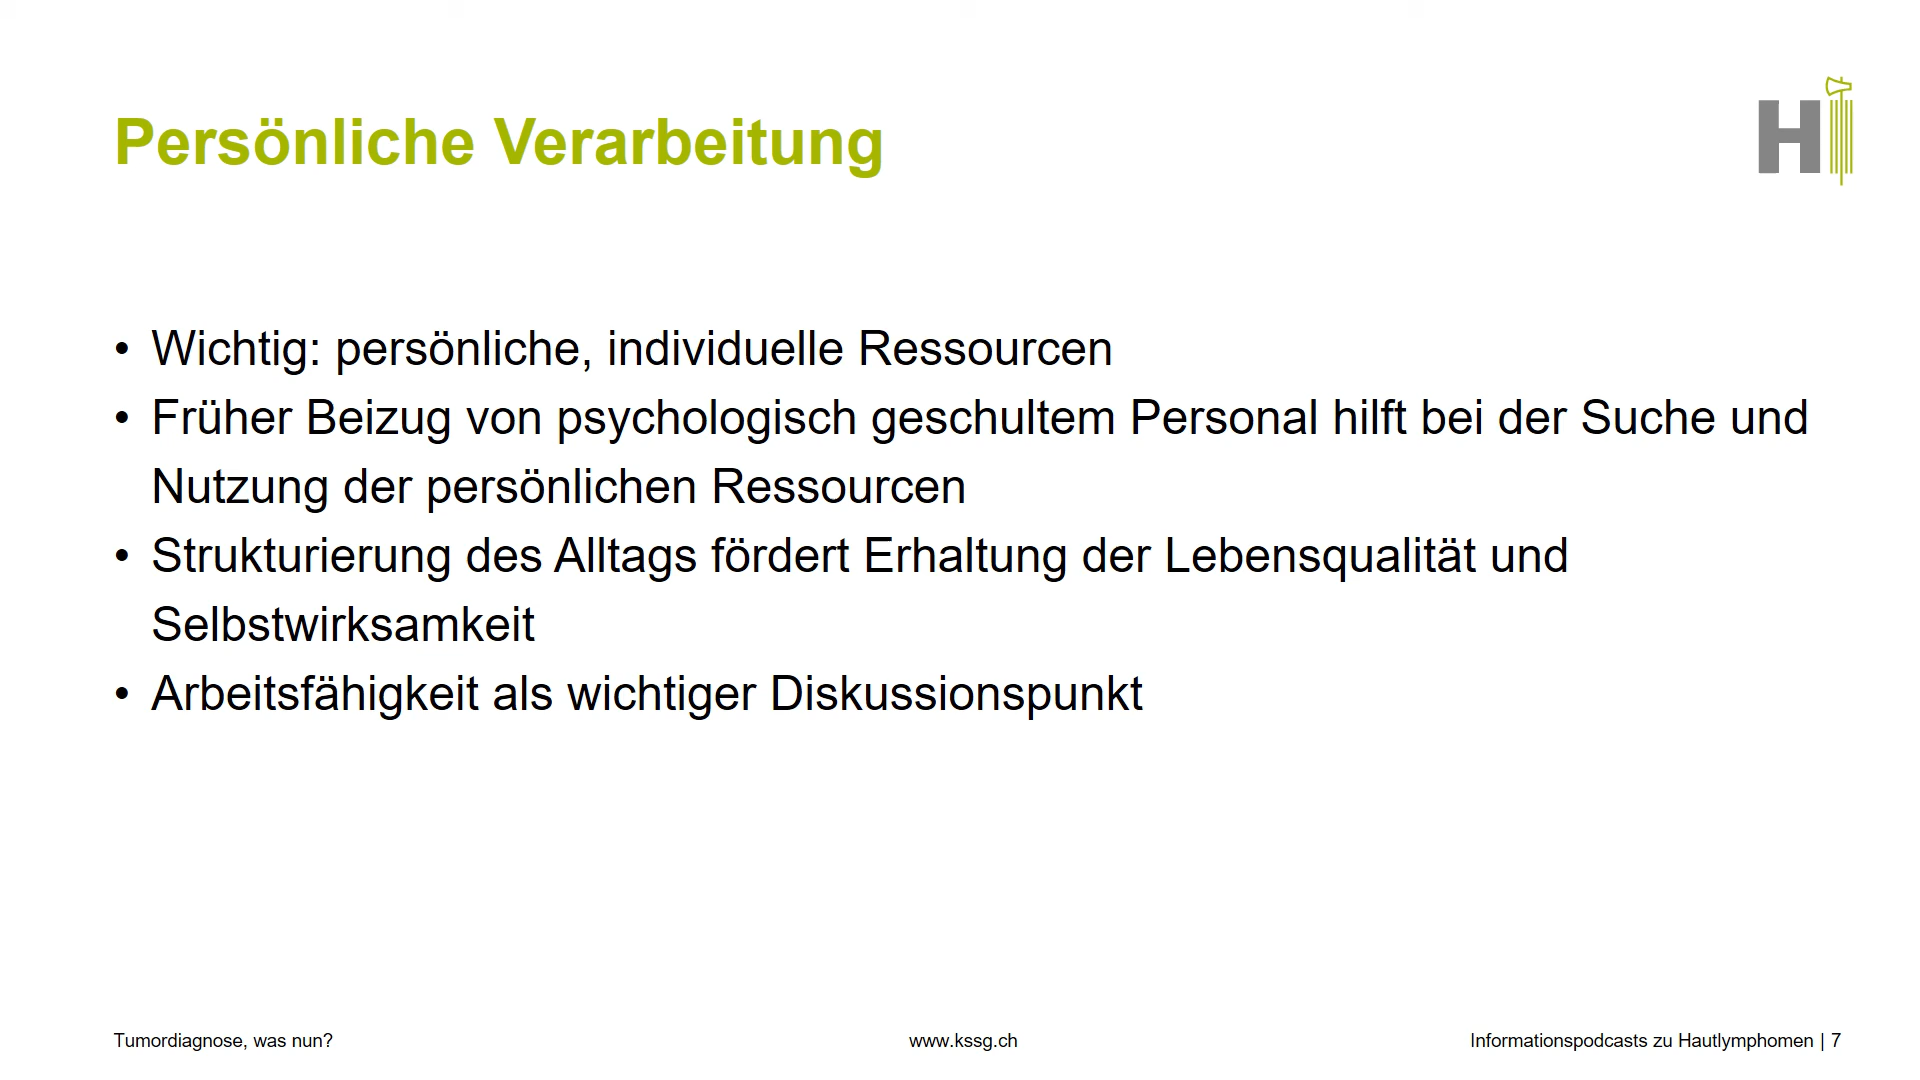 Persönliche Verarbeitung
H
• Wichtig: persönliche, individuelle Ressourcen
• Früher Beizug von psychologisch geschultem Personal hilft bei der Suche und
Nutzung der persönlichen Ressourcen
• Strukturierung des Alltags fördert Erhaltung der Lebensqualität und
Selbstwirksamkeit
• Arbeitsfähigkeit als wichtiger Diskussionspunkt
Tumordiagnose, was nun?
www.kssg.ch
Informationspodcasts zu Hautlymphomen | 7